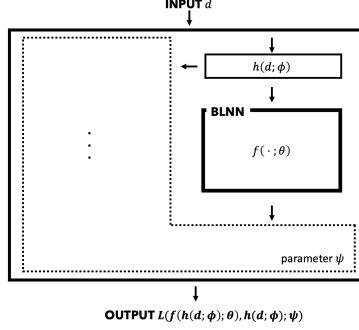 INPUT d
h(d; ϕ)
BLNN
f( · ; θ)
parameter ψ
OUTPUT L(f(h(d; ϕ); θ), h(d; ϕ); ψ)